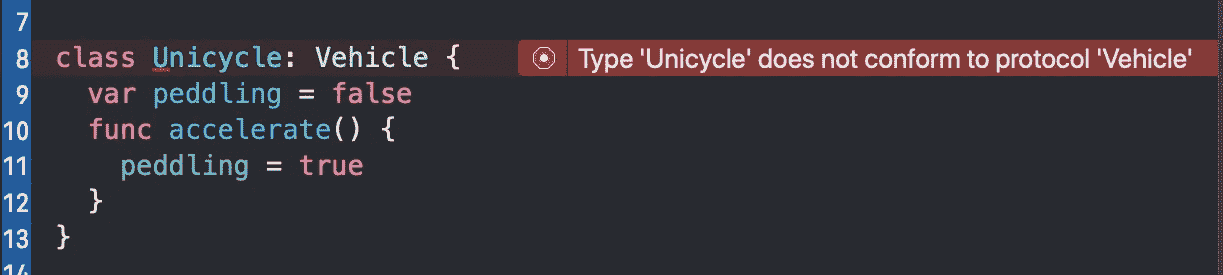 7
8 class Unicycle: Vehicle { Type 'Unicycle' does not conform to protocol 'Vehicle'
9 var peddling = false
10 func accelerate() {
11 peddling = true
12 }
13 }
14